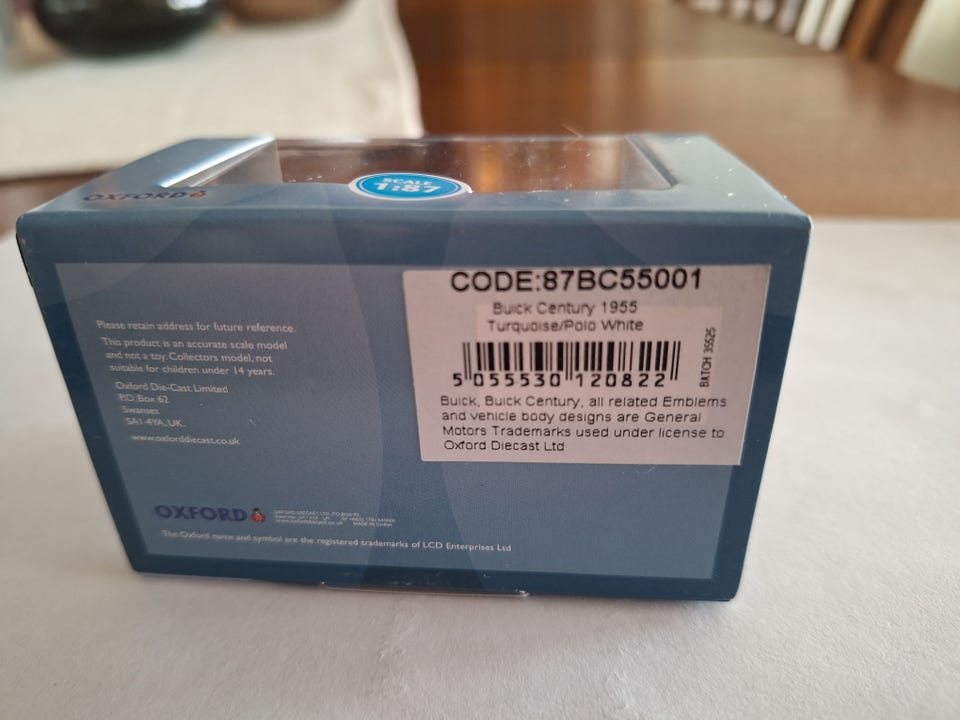 OXFORD
SCALE
1:87
CODE:87BC55001
Buick Century 1955
Turquoise/Polo White
5 055530 120822
BATCH 35525
Buick, Buick Century, all related Emblems
and vehicle body designs are General
Motors Trademarks used under license to
Oxford Diecast Ltd
Please retain address for future reference.
This product is an accurate scale model
and not a toy. Collectors model, not
suitable for children under 14 years.
Oxford Die-Cast Limited
P.O. Box 62
Swansea
SA1 4YA, UK.
www.oxforddiecast.co.uk
OXFORD
MADE IN CHINA
The Oxford name and symbol are the registered trademarks of LCD Enterprises Ltd